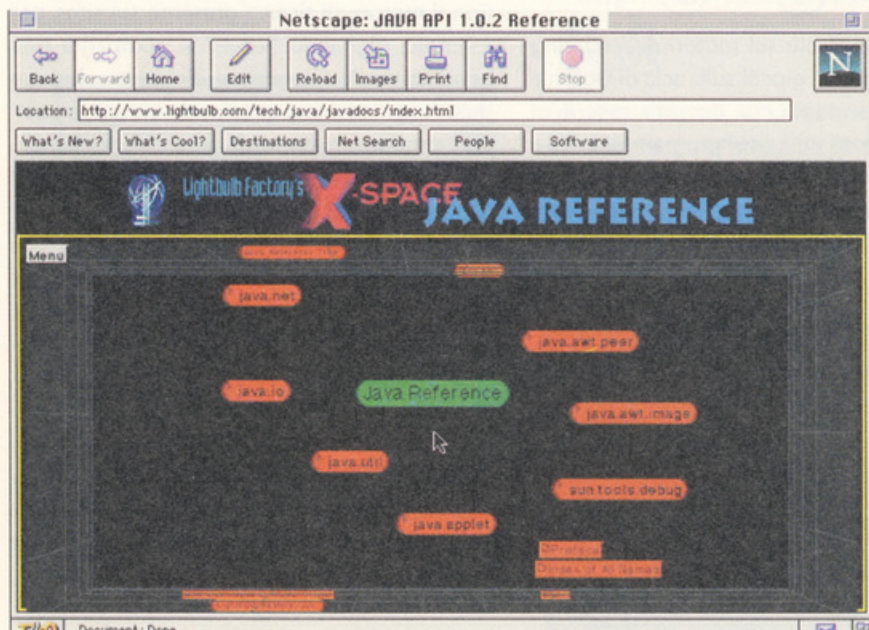 Netscape: JAVA API 1.0.2 Reference
Back Forward Home Edit Reload Images Print Find Stop
N
Location: http://www.lightbulb.com/tech/java/javadocs/index.html
What's New? What's Cool? Destinations Net Search People Software
Lightbulb Factory's X-SPACE JAVA REFERENCE
Menu
java.net
java.awt.peer
java.io
Java Reference
java.awt.image
java.util
sun.tools.debug
java.applet
Preface
Index of All Names
Document: Done